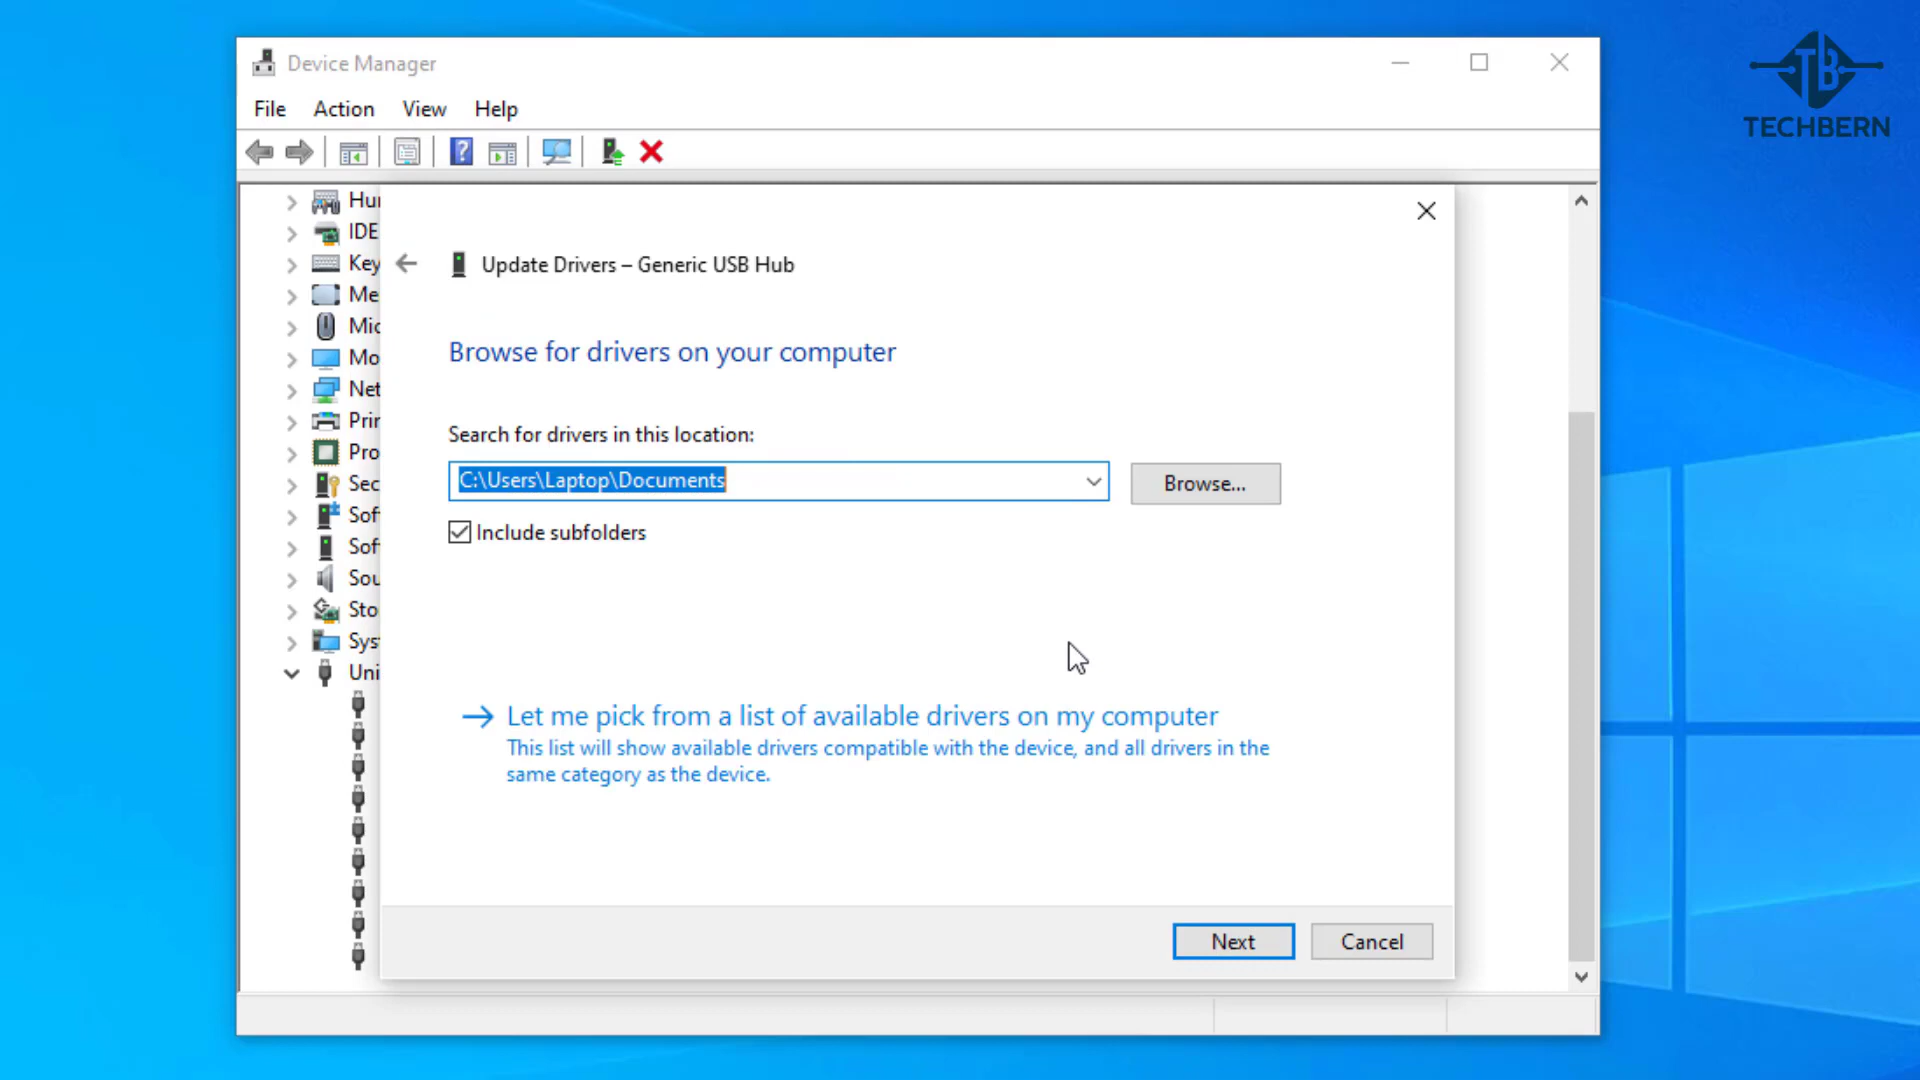 Device Manager
TB
TECHBERN
File Action View Help
Hu
IDE
Key
Me
Mic
Mo
Net
Prin
Pro
Sec
Sof
Sof
Sou
Sto
Sys
Uni
Update Drivers – Generic USB Hub
Browse for drivers on your computer
Search for drivers in this location:
C:\Users\Laptop\Documents
Browse...
Include subfolders
Let me pick from a list of available drivers on my computer
This list will show available drivers compatible with the device, and all drivers in the
same category as the device.
Next
Cancel